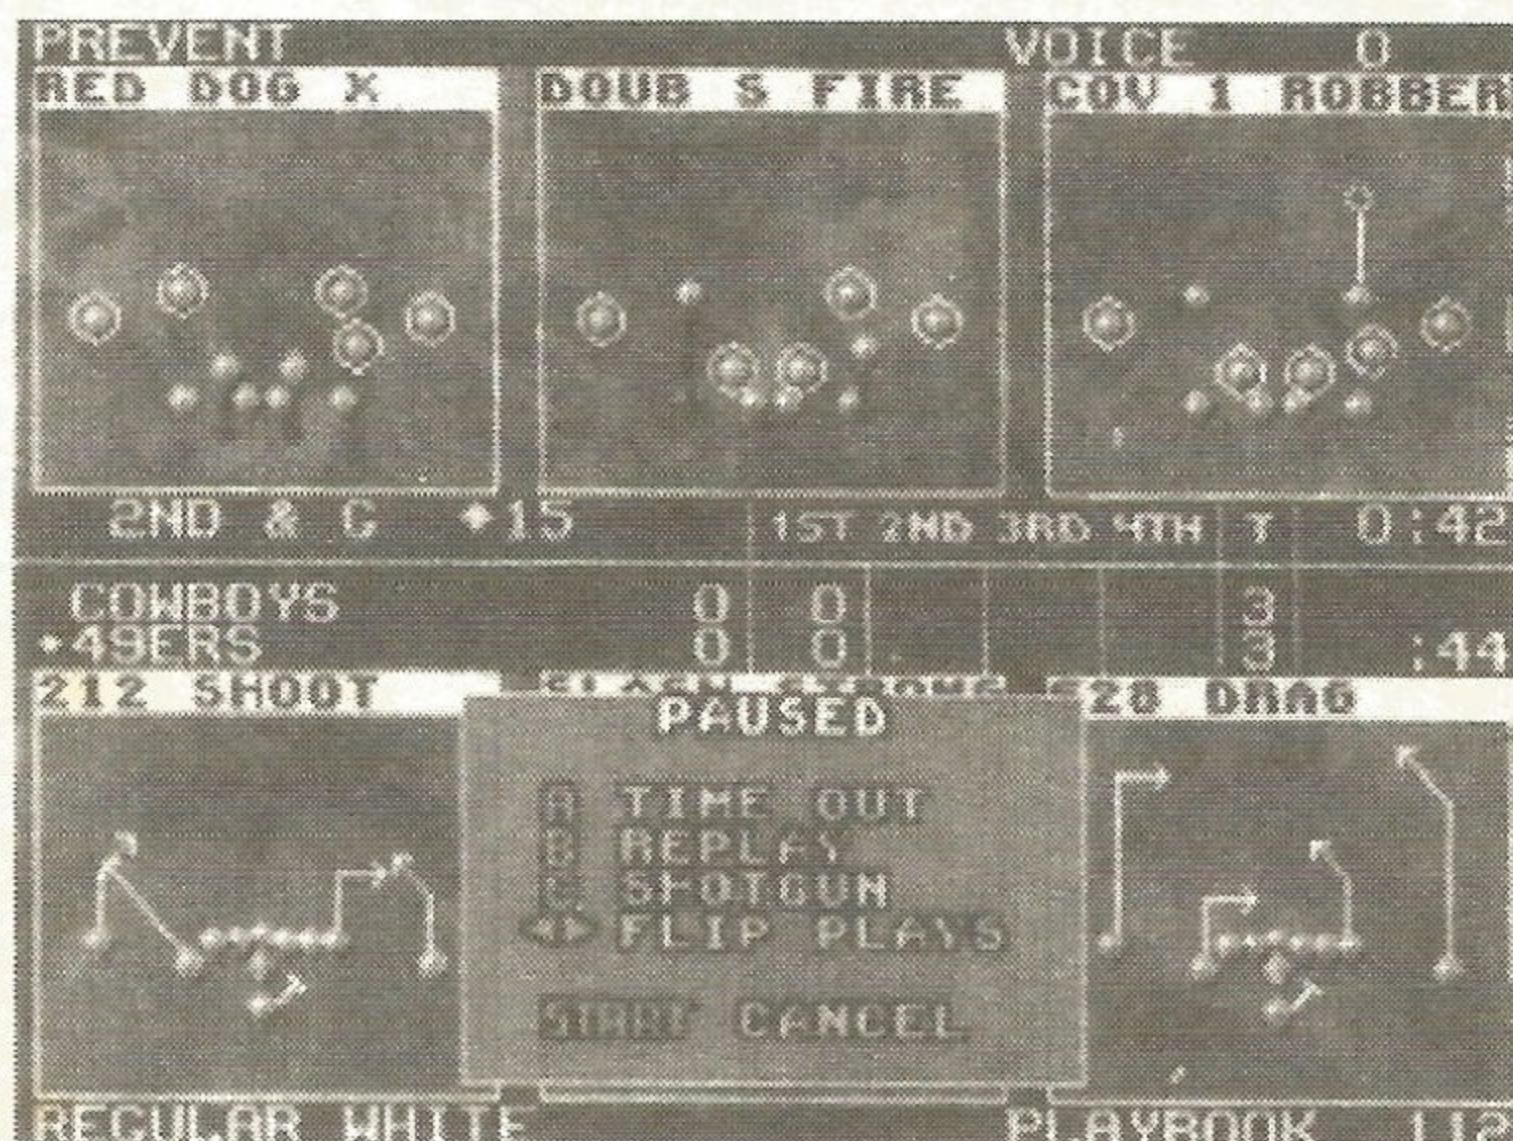 PREVENT VOICE 0
RED DOG X DOUB S FIRE COV 1 ROBBER
2ND & G 15 1ST 2ND 3RD 4TH T 0:42
COWBOYS 0 0 3
*49ERS 0 0 3 :44
212 SHOOT 28 DRAG
PAUSED
A TIME OUT
B REPLAY
C SHOTGUN
FLIP PLAYS
START CANCEL
REGULAR WHITE PLAYBOOK